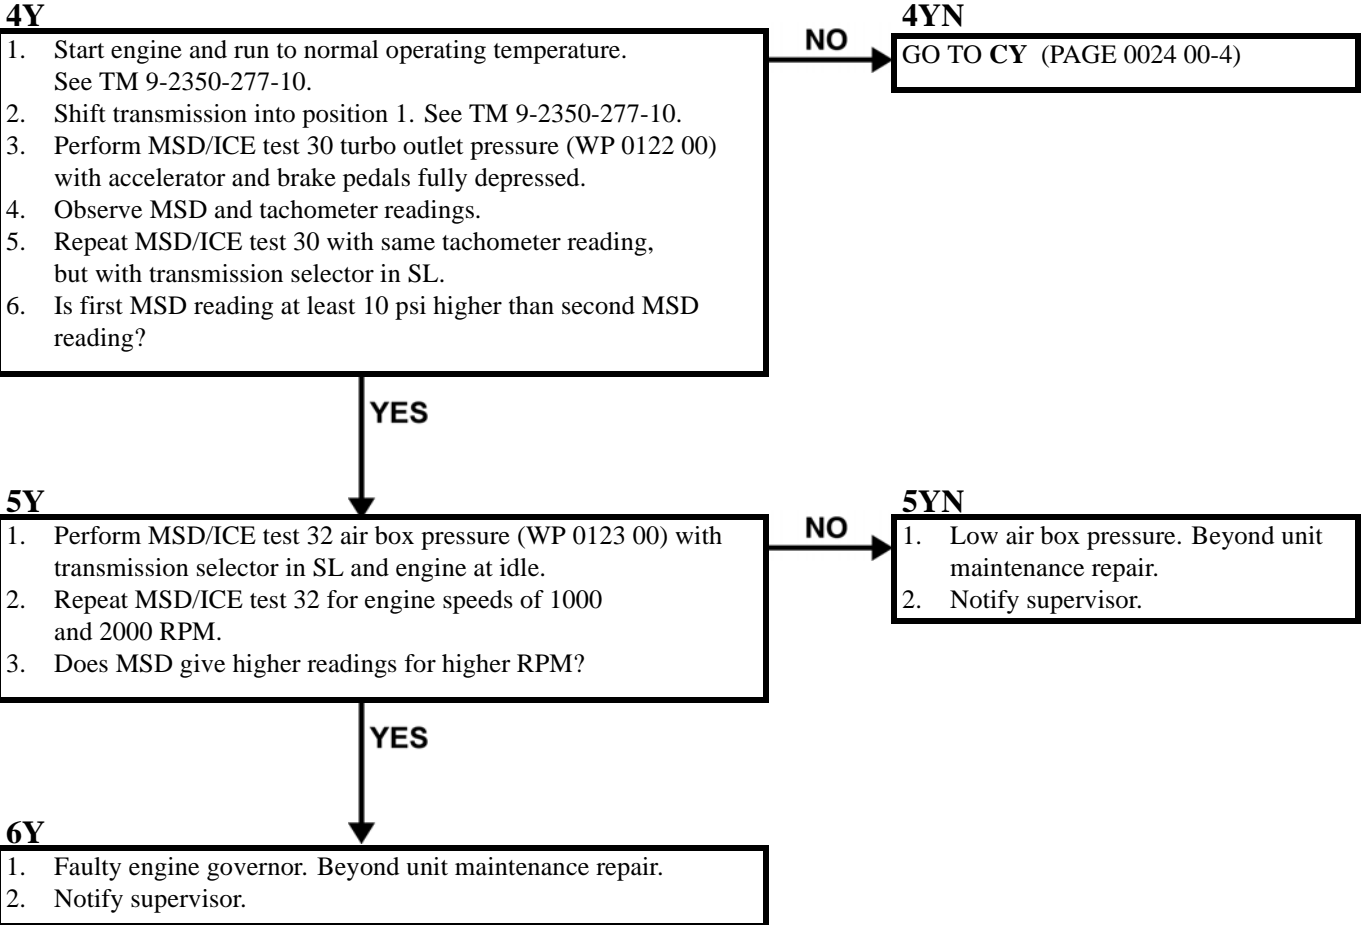 4Y
1. Start engine and run to normal operating temperature.
See TM 9-2350-277-10.
2. Shift transmission into position 1. See TM 9-2350-277-10.
3. Perform MSD/ICE test 30 turbo outlet pressure (WP 0122 00)
with accelerator and brake pedals fully depressed.
4. Observe MSD and tachometer readings.
5. Repeat MSD/ICE test 30 with same tachometer reading,
but with transmission selector in SL.
6. Is first MSD reading at least 10 psi higher than second MSD
reading?
NO
4YN
GO TO CY (PAGE 0024 00-4)
YES
5Y
1. Perform MSD/ICE test 32 air box pressure (WP 0123 00) with
transmission selector in SL and engine at idle.
2. Repeat MSD/ICE test 32 for engine speeds of 1000
and 2000 RPM.
3. Does MSD give higher readings for higher RPM?
NO
5YN
1. Low air box pressure. Beyond unit
maintenance repair.
2. Notify supervisor.
YES
6Y
1. Faulty engine governor. Beyond unit maintenance repair.
2. Notify supervisor.